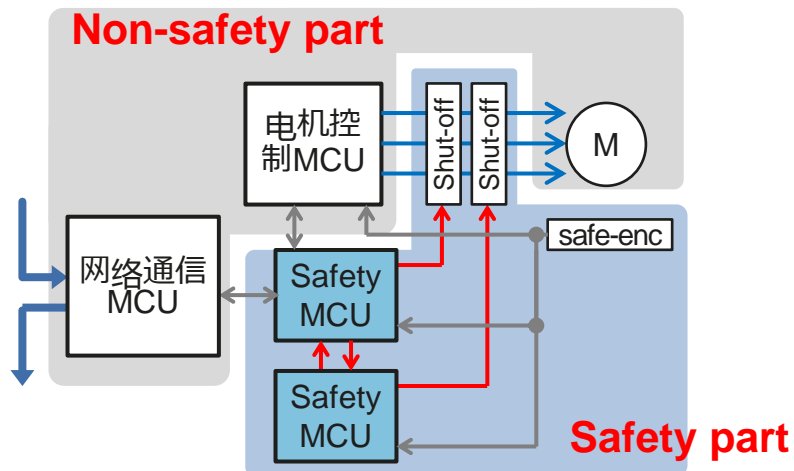 Non-safety part
电机控
制MCU
Shut-off
Shut-off
M
网络通信
MCU
safe-enc
Safety
MCU
Safety
MCU
Safety part